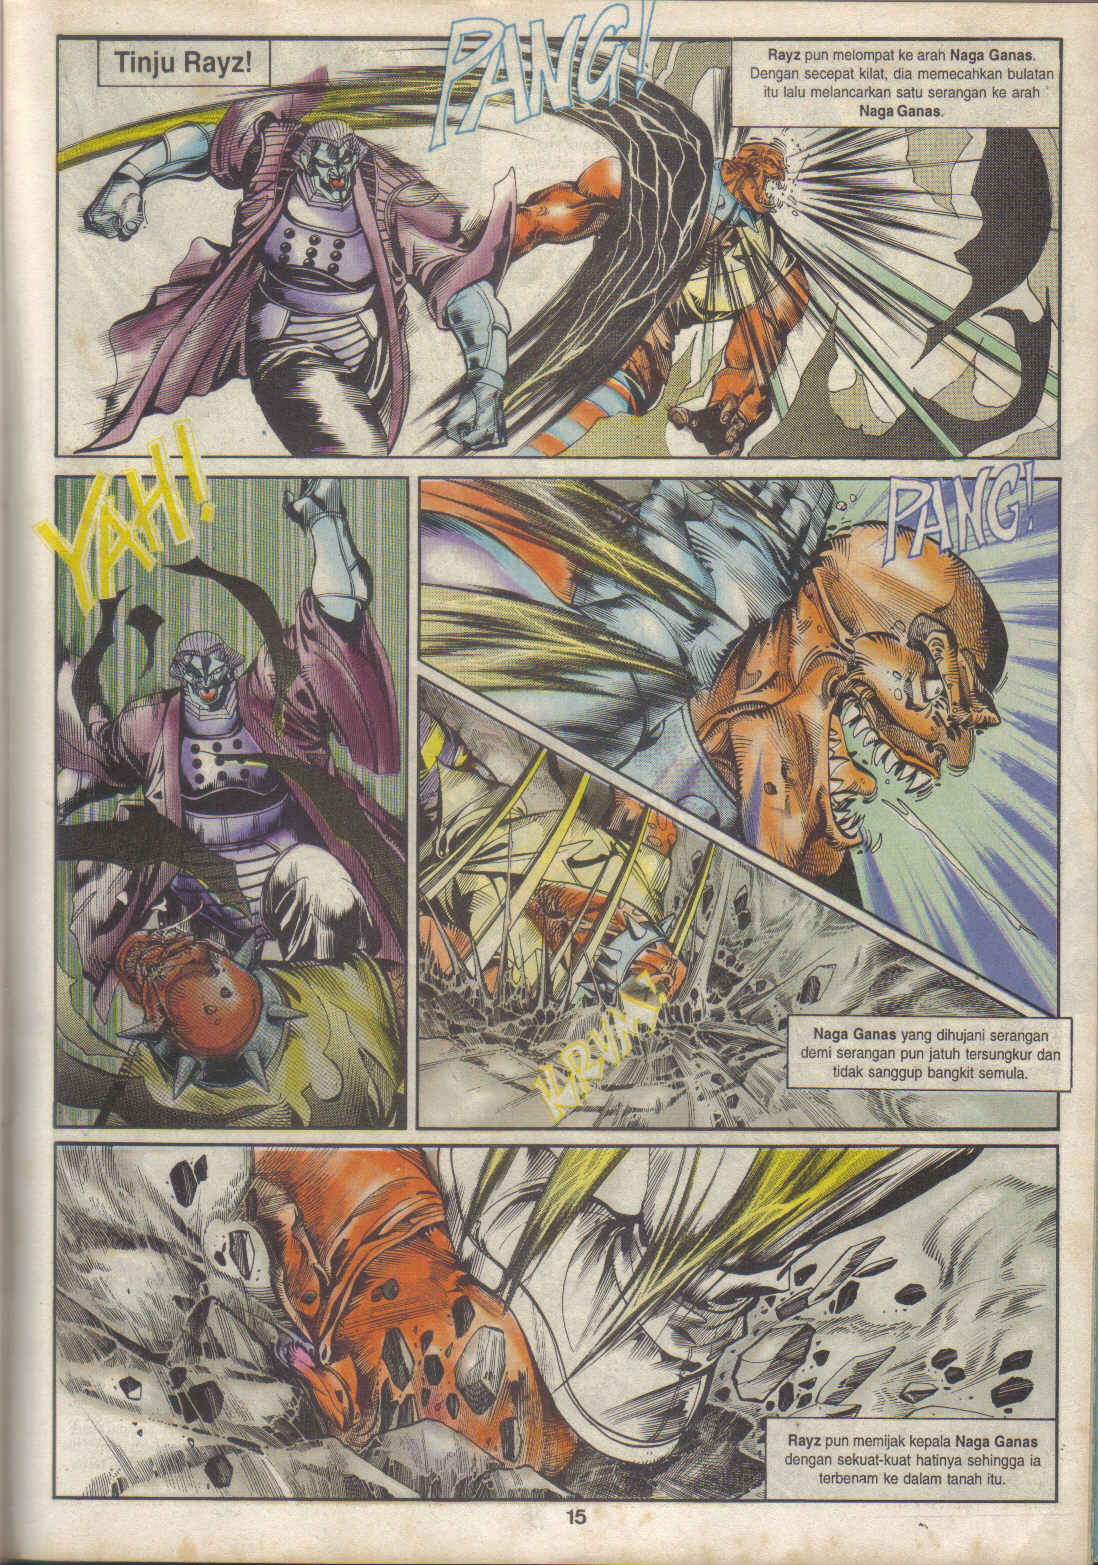 Tinju Rayz!
PANG!
Rayz pun melompat ke arah Naga Ganas.
Dengan secepat kilat, dia memecahkan bulatan
itu lalu melancarkan satu serangan ke arah
Naga Ganas.
YAH!
PANG!
Naga Ganas yang dihujani serangan
demi serangan pun jatuh tersungkur dan
tidak sanggup bangkit semula.
Rayz pun memijak kepala Naga Ganas
dengan sekuat-kuat hatinya sehingga ia
terbenam ke dalam tanah itu.
15